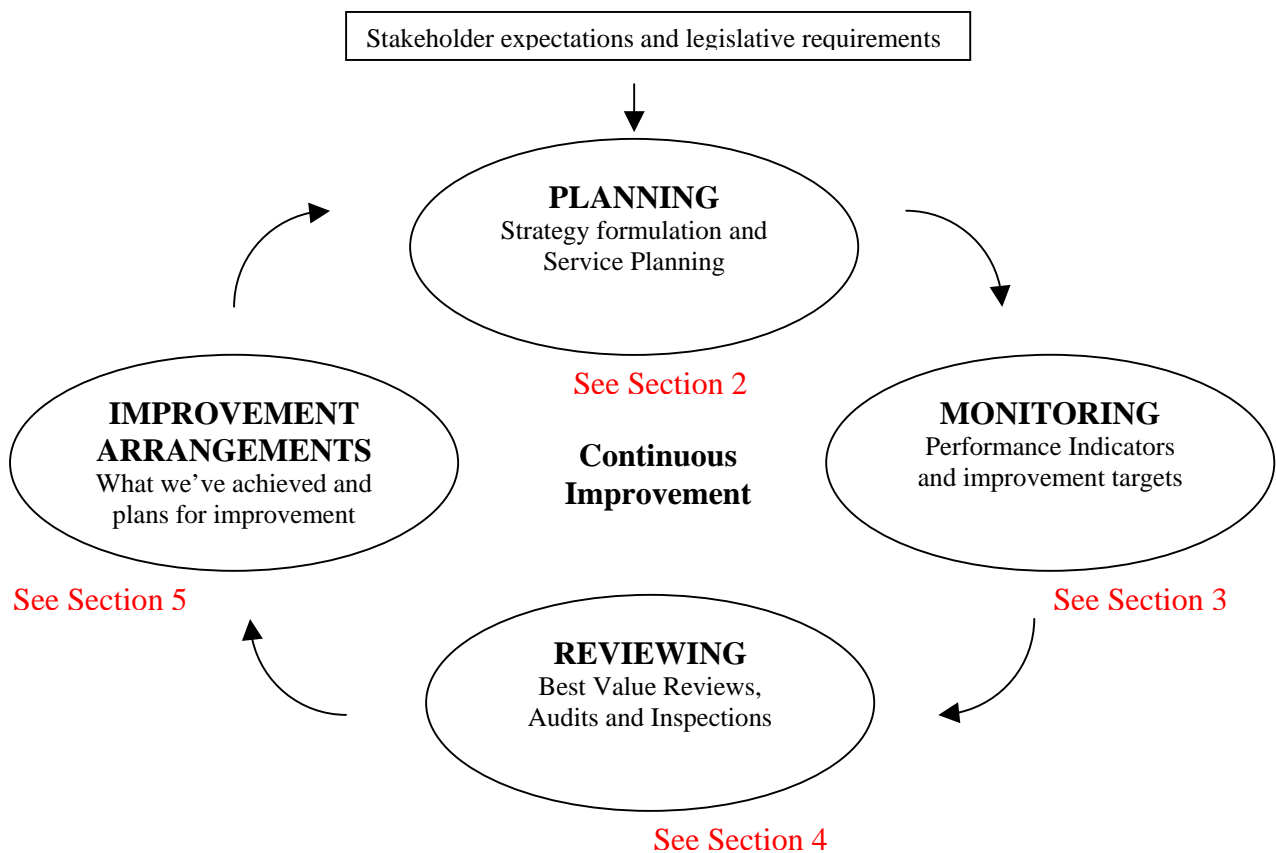 Stakeholder expectations and legislative requirements
PLANNING
Strategy formulation and
Service Planning
See Section 2
IMPROVEMENT
ARRANGEMENTS
What we’ve achieved and
plans for improvement
See Section 5
Continuous
Improvement
MONITORING
Performance Indicators
and improvement targets
See Section 3
REVIEWING
Best Value Reviews,
Audits and Inspections
See Section 4